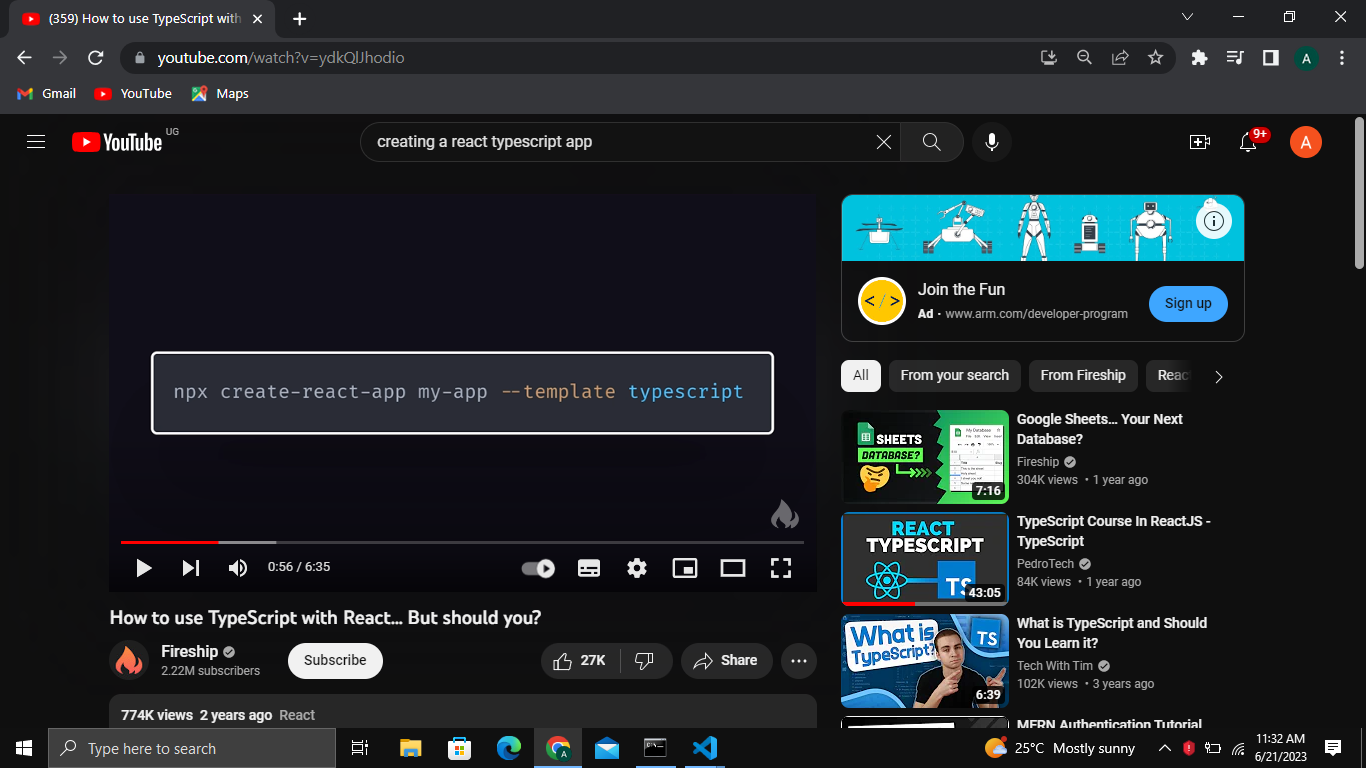 (359) How to use TypeScript with
youtube.com/watch?v=ydkQlJhodio
A
Gmail
YouTube
Maps
YouTube UG
creating a react typescript app
9+
A
npx create-react-app my-app --template typescript
0:56 / 6:35
How to use TypeScript with React... But should you?
Fireship
2.22M subscribers
Subscribe
27K
Share
774K views 2 years ago React
Join the Fun
Ad · www.arm.com/developer-program
Sign up
All
From your search
From Fireship
Reac
SHEETS
DATABASE?
My Database
7:16
Google Sheets... Your Next
Database?
Fireship
304K views • 1 year ago
REACT
TYPESCRIPT
TS
43:05
TypeScript Course In ReactJS -
TypeScript
PedroTech
84K views • 1 year ago
What is
TypeScript?
TS
6:39
What is TypeScript and Should
You Learn it?
Tech With Tim
102K views • 3 years ago
MERN Authentication Tutorial
Type here to search
A
25°C Mostly sunny
11:32 AM
6/21/2023